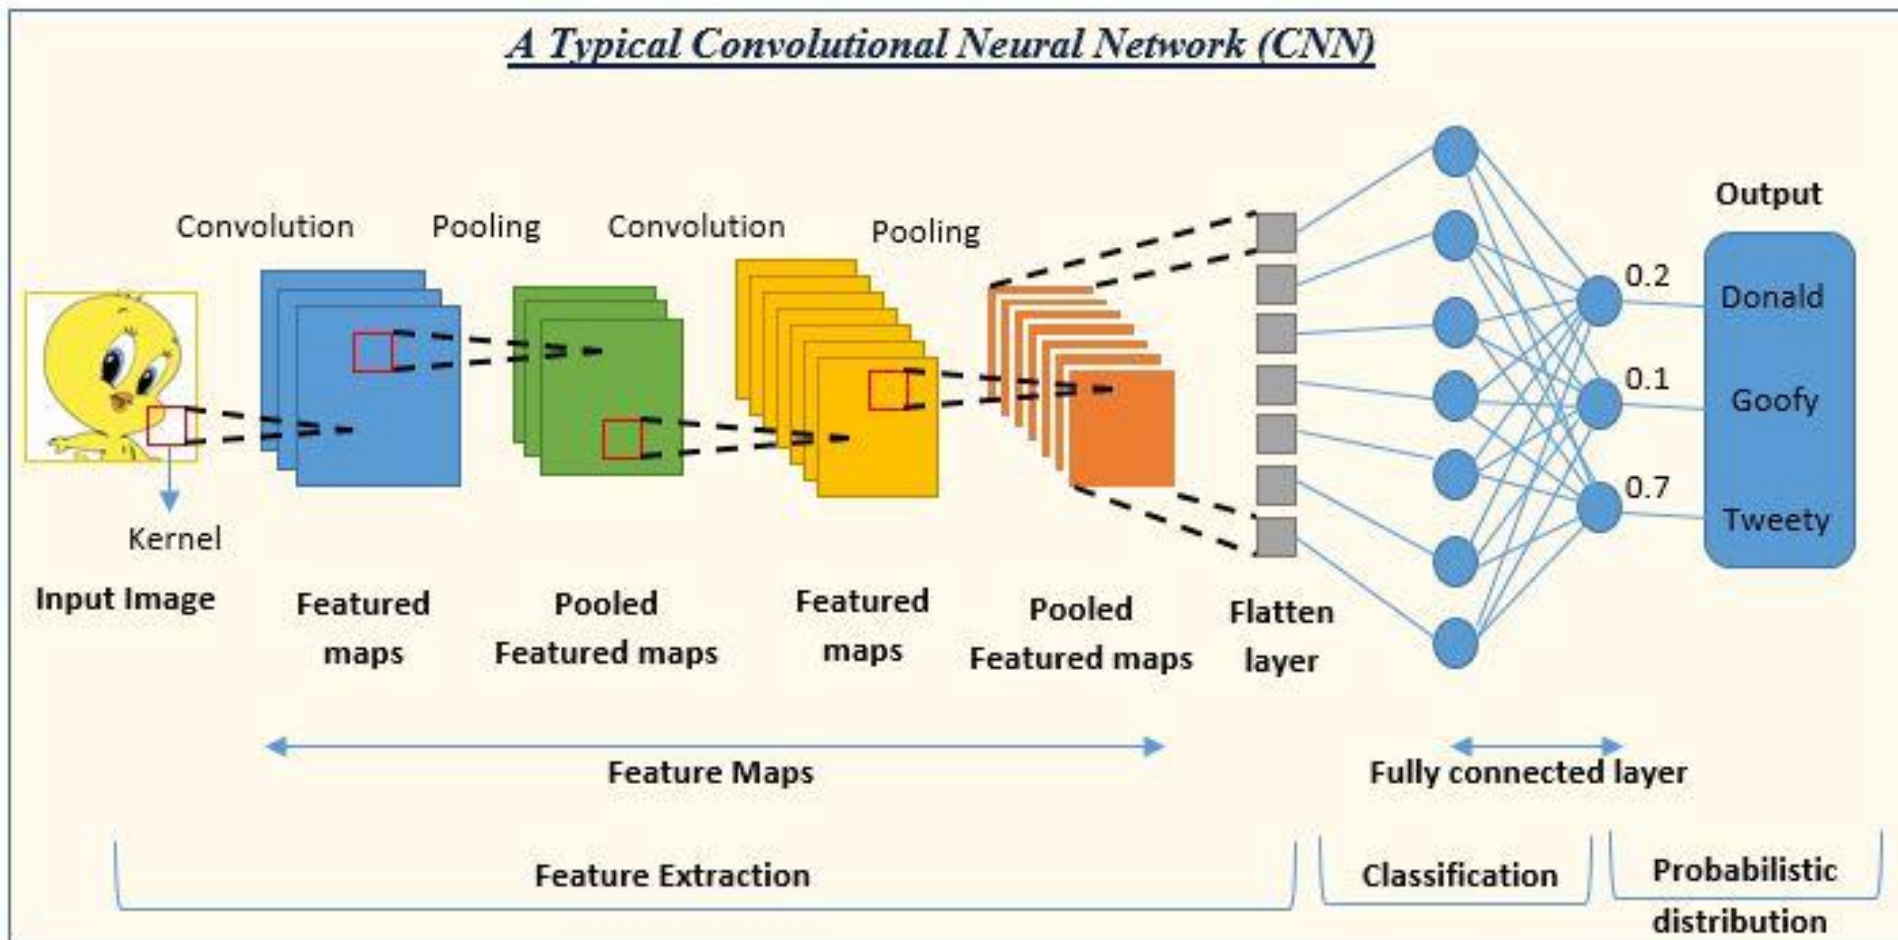 A Typical Convolutional Neural Network (CNN)
Convolution
Pooling
Convolution
Pooling
Output
0.2
Donald
0.1
Goofy
0.7
Tweety
Kernel
Input Image
Featured
maps
Pooled
Featured maps
Featured
maps
Pooled
Featured maps
Flatten
layer
Feature Maps
Fully connected layer
Feature Extraction
Classification
Probabilistic
distribution